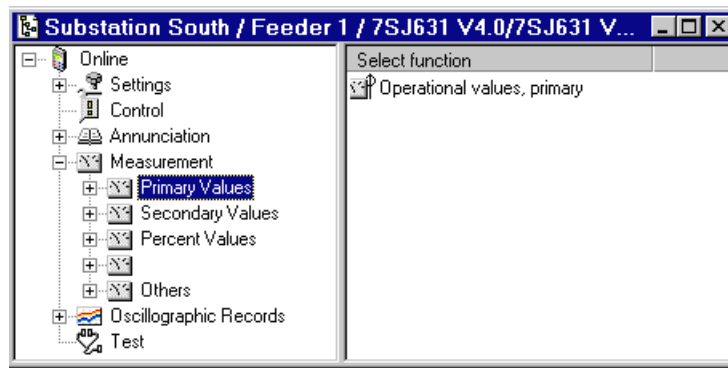 Substation South / Feeder 1 / 7SJ631 V4.0/7SJ631 V...
Online
Settings
Control
Annunciation
Measurement
Primary Values
Secondary Values
Percent Values
Others
Oscillographic Records
Test
Select function
Operational values, primary